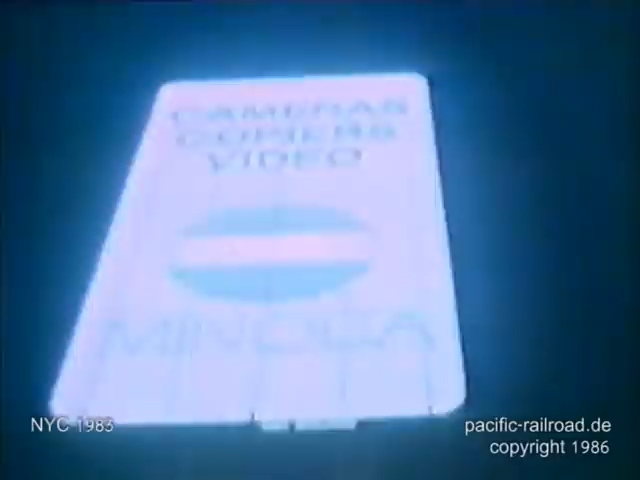 CAMERAS
COPIERS
VIDEO
MINOLTA
NYC 1983
pacific-railroad.de
copyright 1986